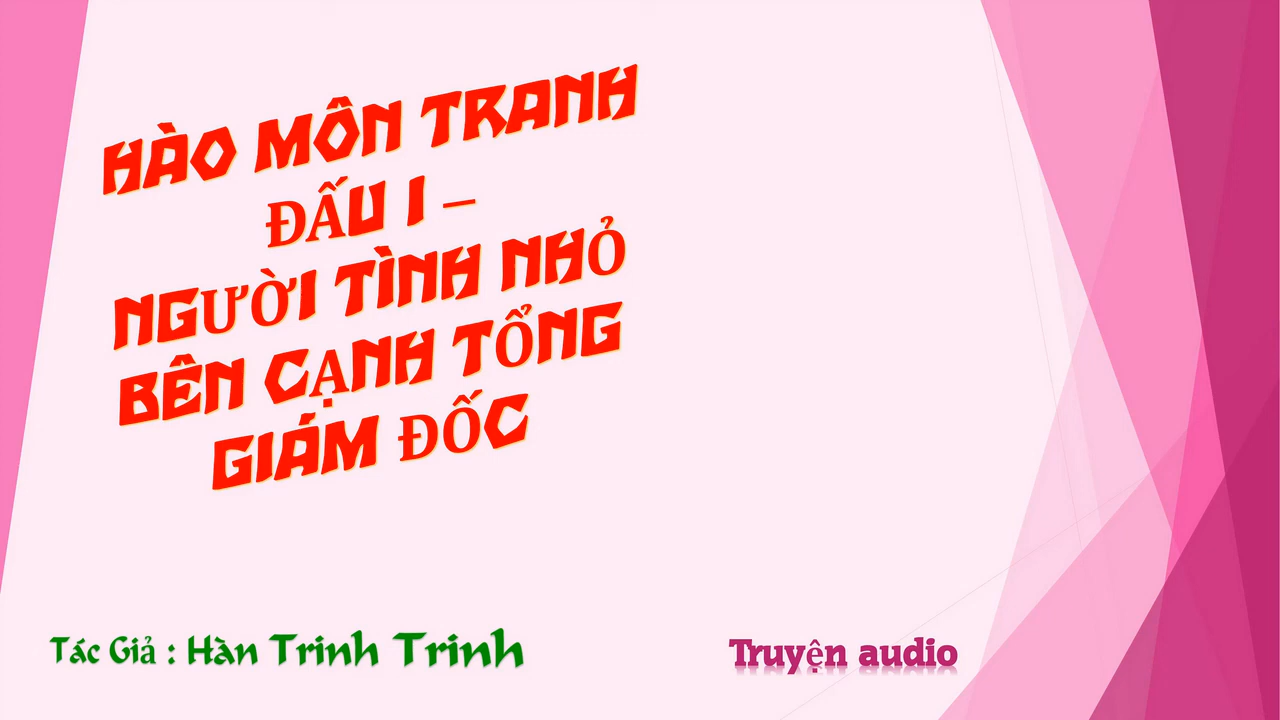 HÀO MÔN TRANH
ĐẤU I –
NGƯỜI TÌNH NHỎ
BÊN CẠNH TỔNG
GIÁM ĐỐC
Tác Giả : Hàn Trinh Trinh
Truyện audio